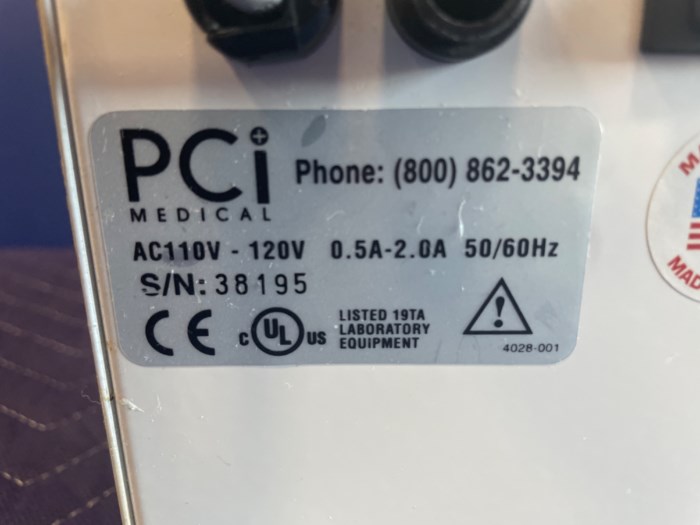 PCi
MEDICAL
Phone: (800) 862-3394
AC110V - 120V 0.5A-2.0A 50/60Hz
S/N: 38195
CE
C UL US
LISTED 19TA
LABORATORY
EQUIPMENT
!
4028-001
MAD